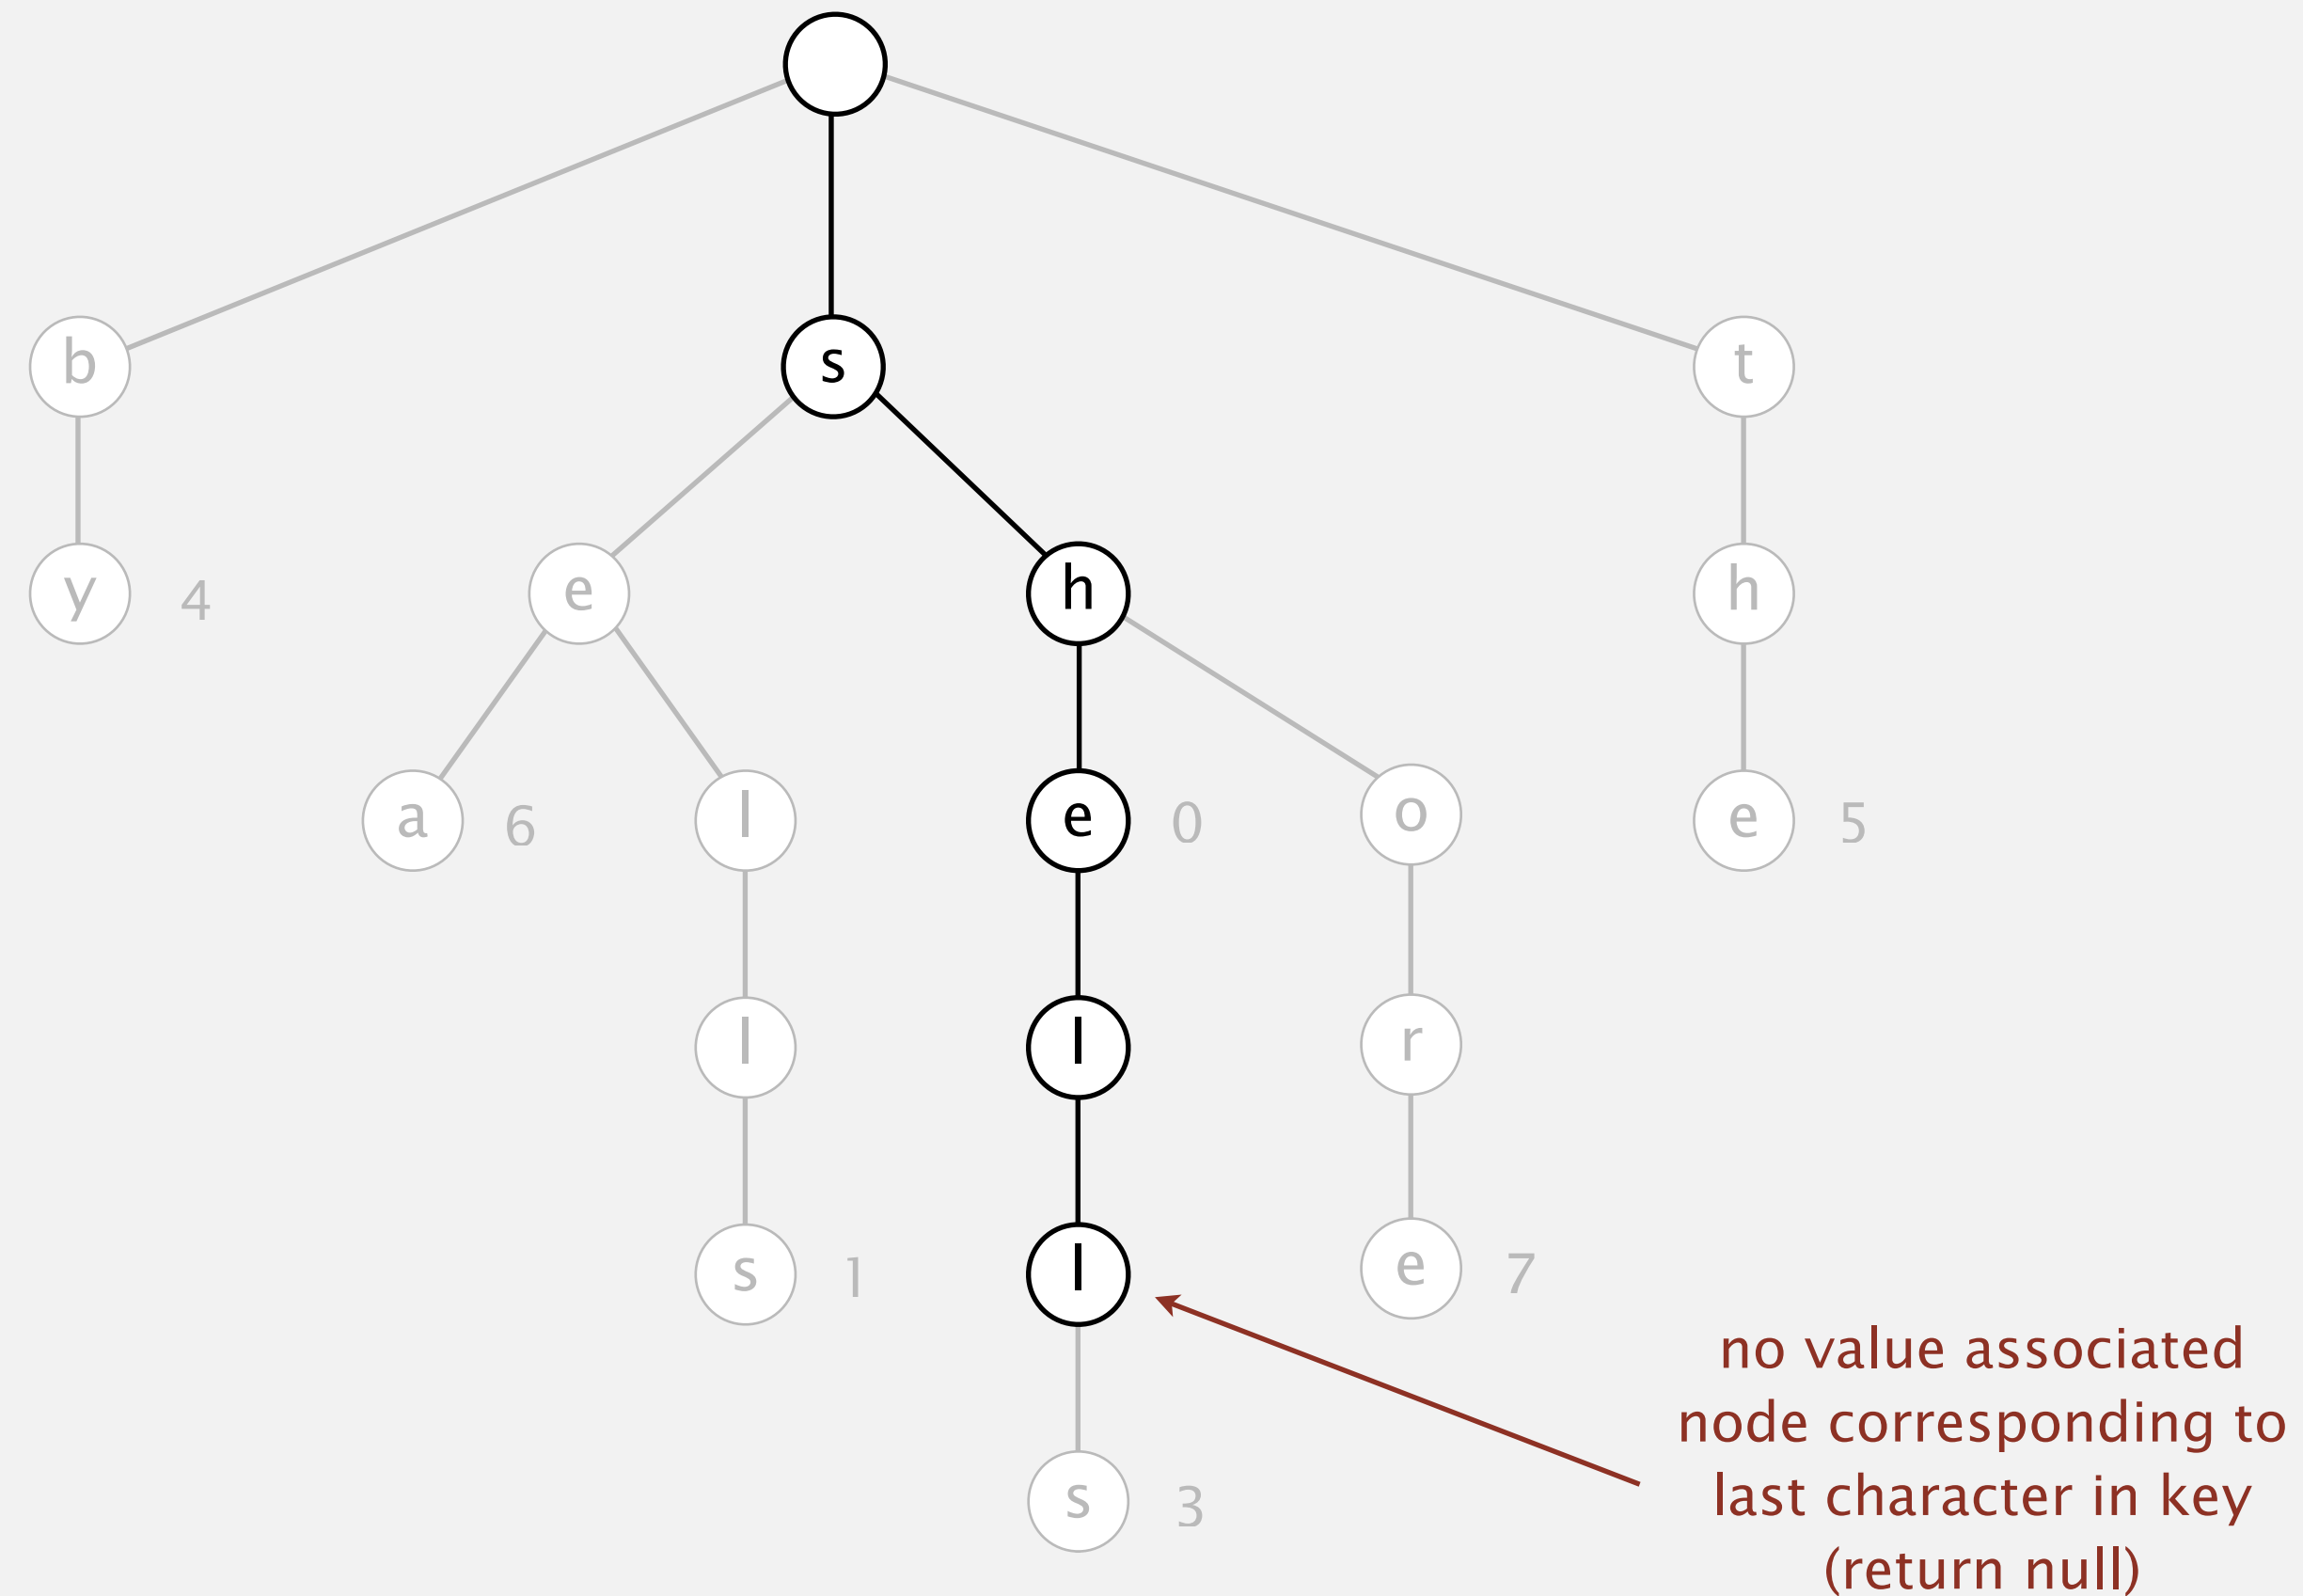 b s t
y 4 e h h
a 6 l e 0 o e 5
l l r
s 1 l e 7
no value associated
node corresponding to
last character in key
(return null)
s 3